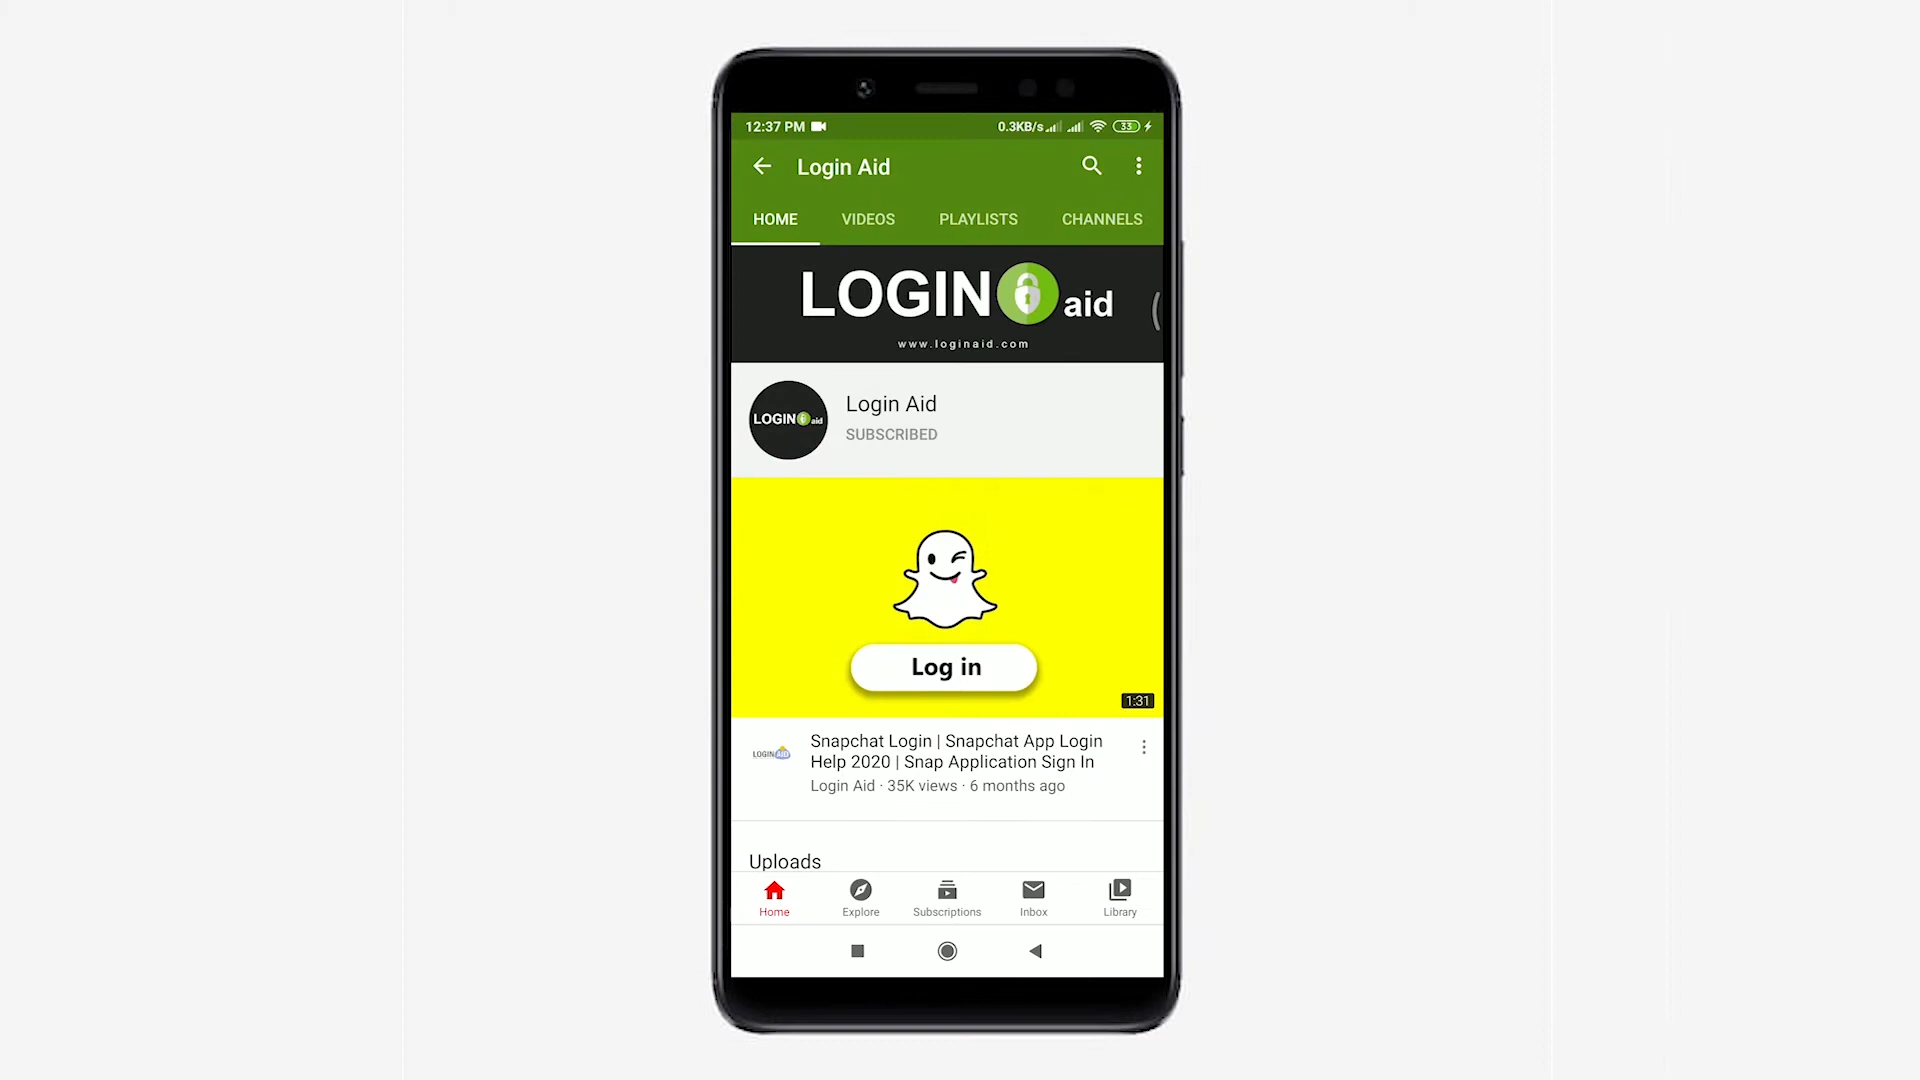 12:37 PM 0.3KB/s 33
Login Aid
HOME VIDEOS PLAYLISTS CHANNELS
LOGIN aid
www.loginaid.com
LOGIN aid
Login Aid
SUBSCRIBED
Log in
1:31
LOGIN AID
Snapchat Login | Snapchat App Login
Help 2020 | Snap Application Sign In
Login Aid · 35K views · 6 months ago
Uploads
Home Explore Subscriptions Inbox Library